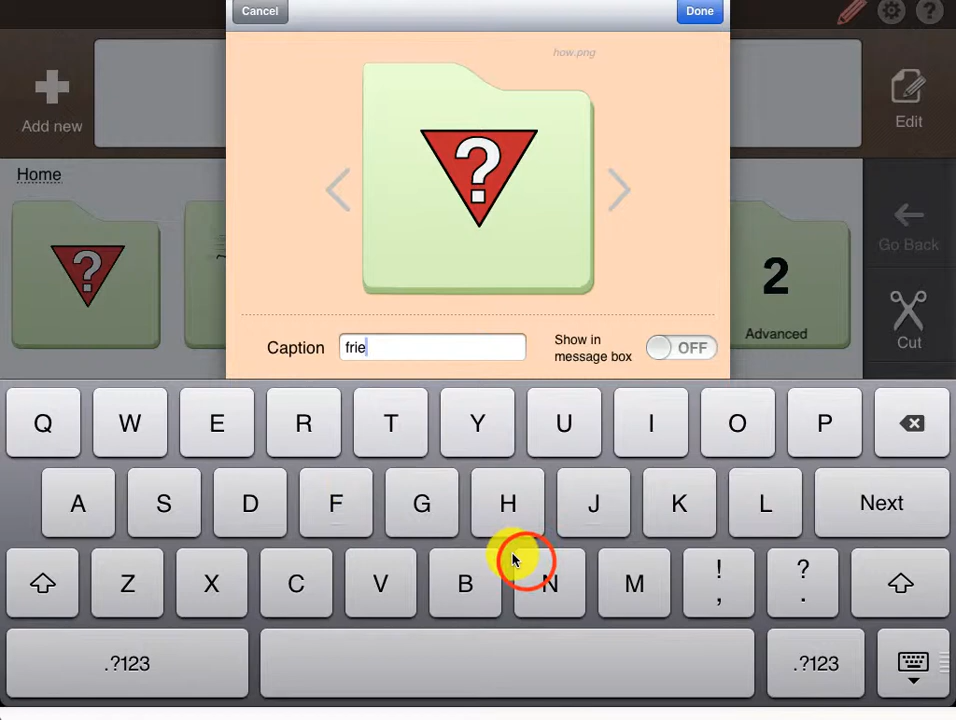 Cancel
Done
how.png
?
Add new
Edit
Home
?
2
Advanced
Go Back
Cut
Caption
frie
Show in
message box
OFF
Q W E R T Y U I O P
A S D F G H J K L Next
Z X C V B N M ! , ? .
.?123 .?123